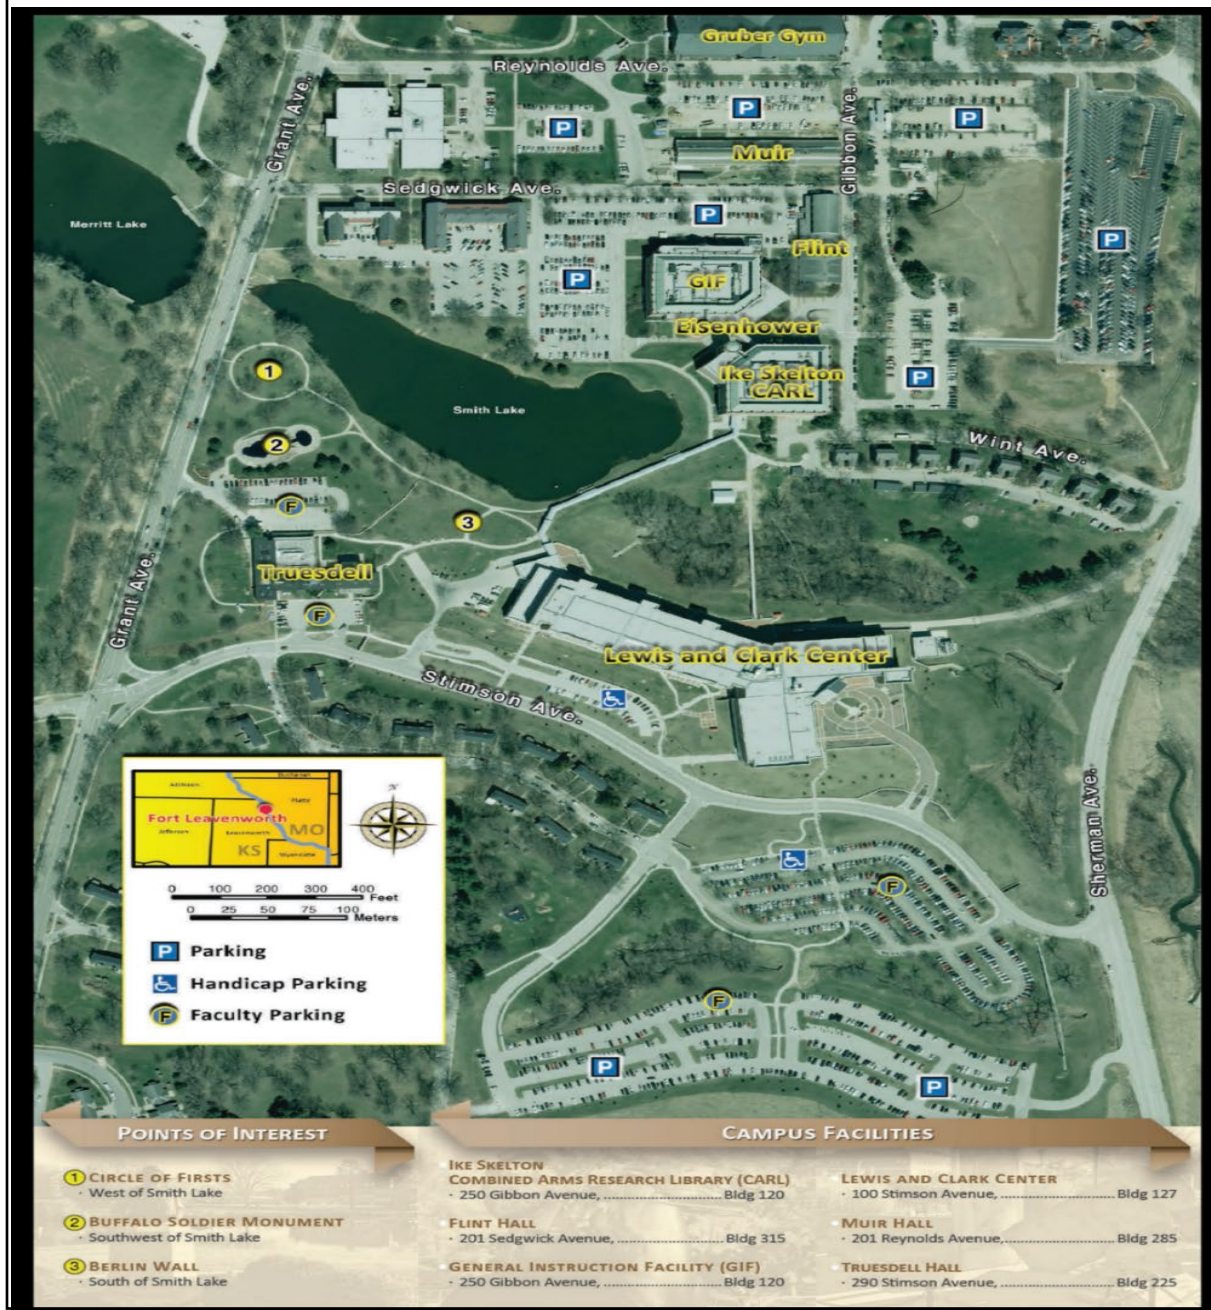 Gruber Gym
Reynolds Ave.
Grant Ave.
P
P
P
Gibbon Ave.
Muir
Sedgwick Ave.
P
P
Merritt Lake
Flint
P
GIF
Eisenhower
1
Ike Skelton
CARL
P
Smith Lake
2
Wint Ave.
F
3
Truesdell
Grant Ave.
F
Lewis and Clark Center
Stimson Ave.
N
Buchanan
Atchison
Platte
Fort Leavenworth
Jefferson
Leavenworth
MO
KS
Wyandotte
0 100 200 300 400
Feet
0 25 50 75 100
Meters
P Parking
Handicap Parking
F Faculty Parking
Sherman Ave.
F
F
P
P
POINTS OF INTEREST
1 CIRCLE OF FIRSTS
· West of Smith Lake
2 BUFFALO SOLDIER MONUMENT
· Southwest of Smith Lake
3 BERLIN WALL
· South of Smith Lake
CAMPUS FACILITIES
IKE SKELTON
COMBINED ARMS RESEARCH LIBRARY (CARL)
· 250 Gibbon Avenue, .............................. Bldg 120
FLINT HALL
· 201 Sedgwick Avenue, ........................... Bldg 315
GENERAL INSTRUCTION FACILITY (GIF)
· 250 Gibbon Avenue, .............................. Bldg 120
LEWIS AND CLARK CENTER
· 100 Stimson Avenue, ............................. Bldg 127
MUIR HALL
· 201 Reynolds Avenue,............................ Bldg 285
TRUESDELL HALL
· 290 Stimson Avenue, ............................. Bldg 225